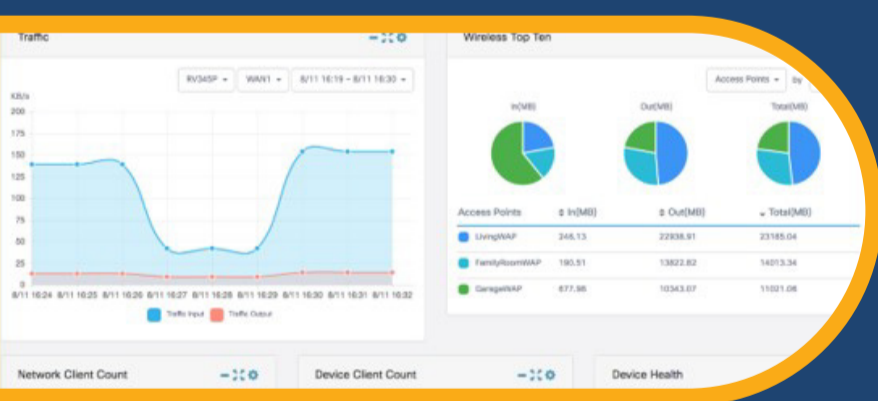 Traffic
RV345P WAN1 8/11 16:19 - 8/11 16:30
KB/s
200
175
150
125
100
75
50
25
0
8/11 16:24 8/11 16:25 8/11 16:26 8/11 16:27 8/11 16:28 8/11 16:29 8/11 16:30 8/11 16:31 8/11 16:32
Traffic Input Traffic Output
Wireless Top Ten
Access Points by
In(MB) Out(MB) Total(MB)
Access Points In(MB) Out(MB) Total(MB)
LivingWAP 246.13 22938.91 23185.04
FamilyRoomWAP 190.51 13822.82 14013.34
GarageWAP 677.98 10343.07 11021.06
Network Client Count
Device Client Count
Device Health